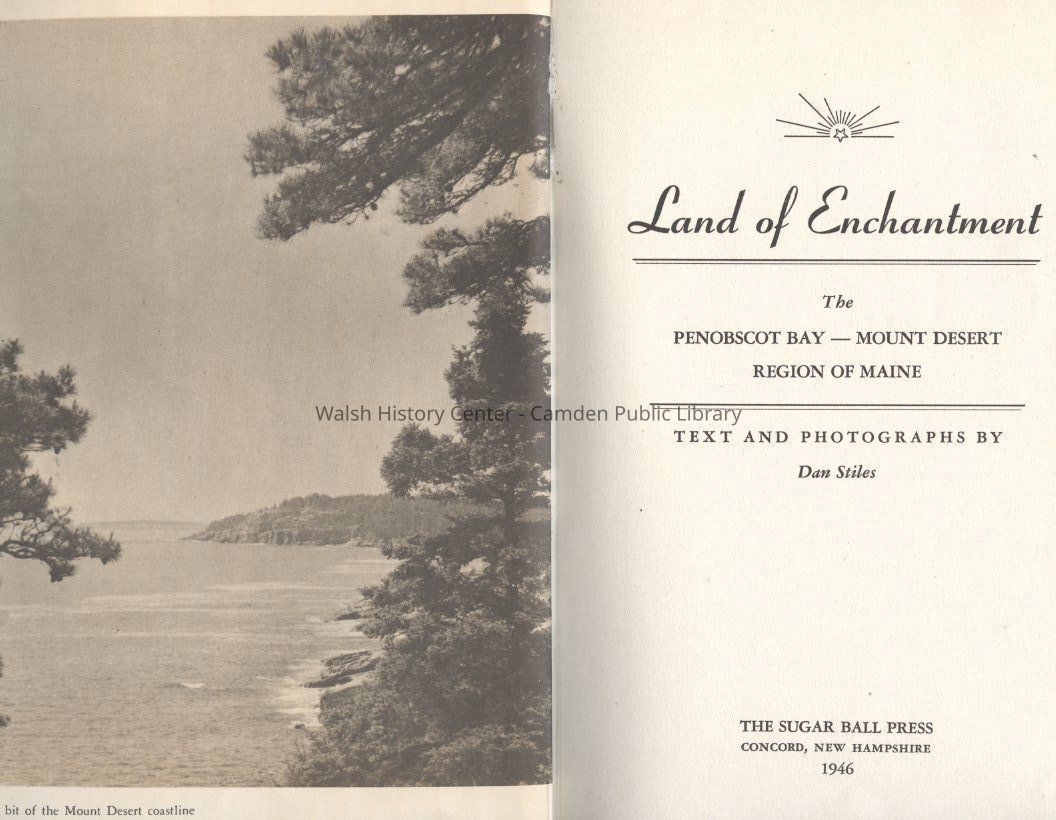 bit of the Mount Desert coastline
Land of Enchantment
The
PENOBSCOT BAY — MOUNT DESERT
REGION OF MAINE
Walsh History Center - Camden Public Library
TEXT AND PHOTOGRAPHS BY
Dan Stiles
THE SUGAR BALL PRESS
CONCORD, NEW HAMPSHIRE
1946